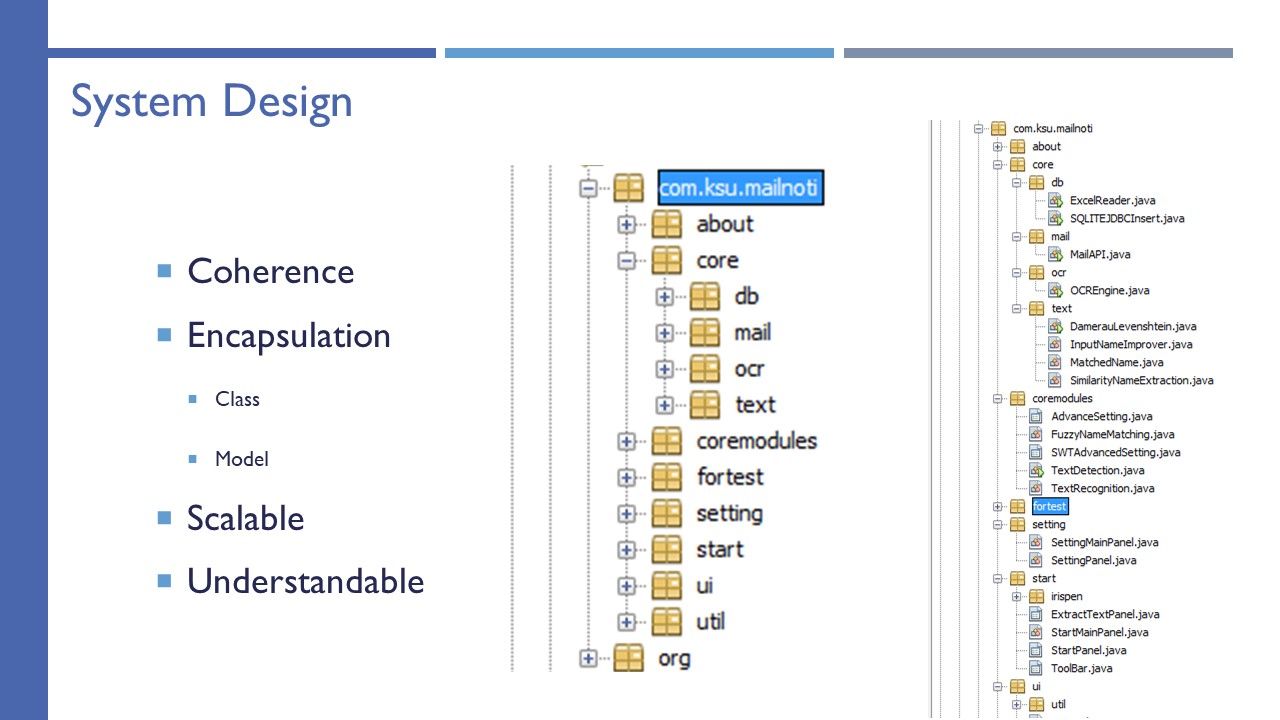 System Design
Coherence
Encapsulation
Class
Model
Scalable
Understandable
com.ksu.mailnoti
about
core
db
mail
ocr
text
coremodules
fortest
setting
start
ui
util
org
com.ksu.mailnoti
about
core
db
ExcelReader.java
SQLITEJDBCInsert.java
mail
MailAPI.java
ocr
OCREngine.java
text
DamerauLevenshtein.java
InputNameImprover.java
MatchedName.java
SimilarityNameExtraction.java
coremodules
AdvanceSetting.java
FuzzyNameMatching.java
SWTAdvancedSetting.java
TextDetection.java
TextRecognition.java
fortest
setting
SettingMainPanel.java
SettingPanel.java
start
irispen
ExtractTextPanel.java
StartMainPanel.java
StartPanel.java
ToolBar.java
ui
util